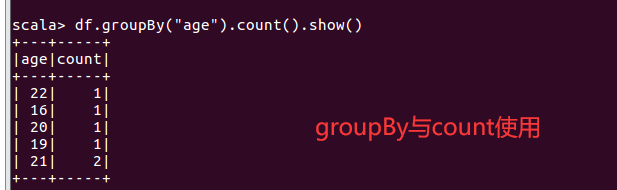 scala> df.groupBy("age").count().show()
+---+-----+
|age|count|
+---+-----+
| 22|    1|
| 16|    1|
| 20|    1|
| 19|    1|
| 21|    2|
+---+-----+
groupBy与count使用